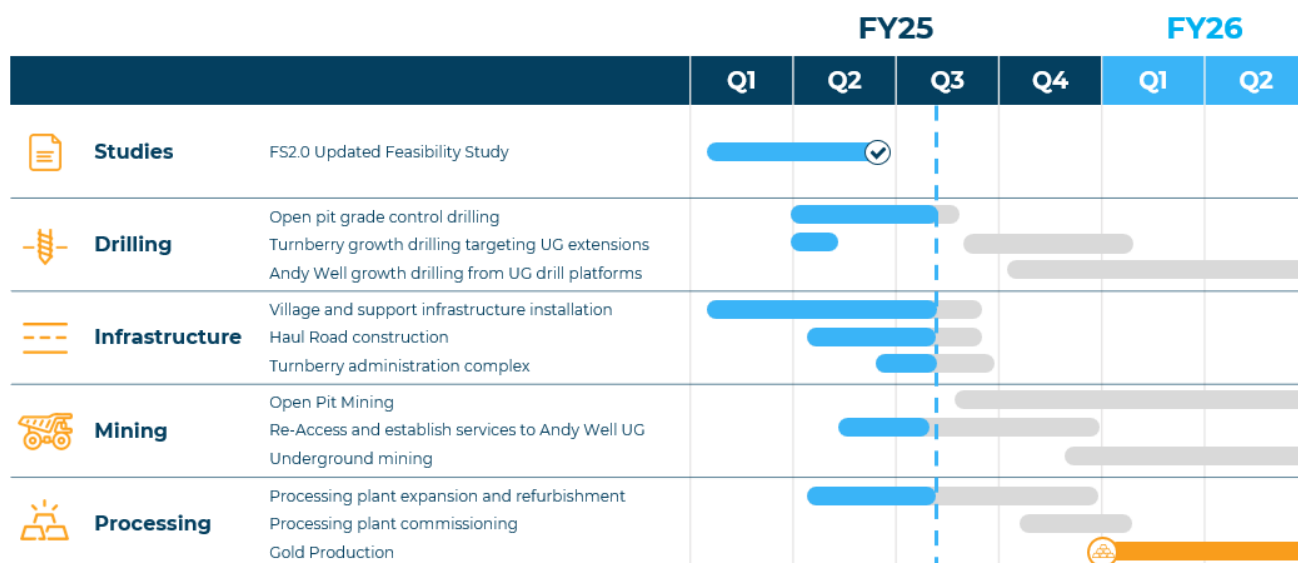 FY25 FY26
Q1 Q2 Q3 Q4 Q1 Q2
Studies FS2.0 Updated Feasibility Study
Open pit grade control drilling
Drilling Turnberry growth drilling targeting UG extensions
Andy Well growth drilling from UG drill platforms
Village and support infrastructure installation
Infrastructure Haul Road construction
Turnberry administration complex
Open Pit Mining
Mining Re-Access and establish services to Andy Well UG
Underground mining
Processing plant expansion and refurbishment
Processing Processing plant commissioning
Gold Production